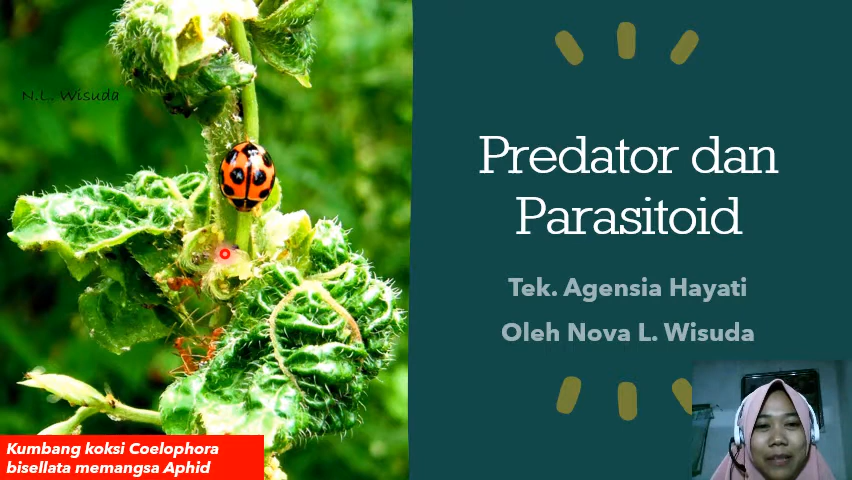 N.L. Wisuda
Predator dan
Parasitoid
Tek. Agensia Hayati
Oleh Nova L. Wisuda
Kumbang koksi Coelophora
bisellata memangsa Aphid